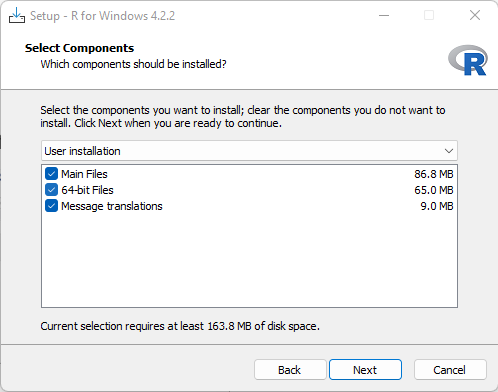 Setup - R for Windows 4.2.2
Select Components
Which components should be installed?
R
Select the components you want to install; clear the components you do not want to
install. Click Next when you are ready to continue.
User installation
Main Files 86.8 MB
64-bit Files 65.0 MB
Message translations 9.0 MB
Current selection requires at least 163.8 MB of disk space.
Back Next Cancel